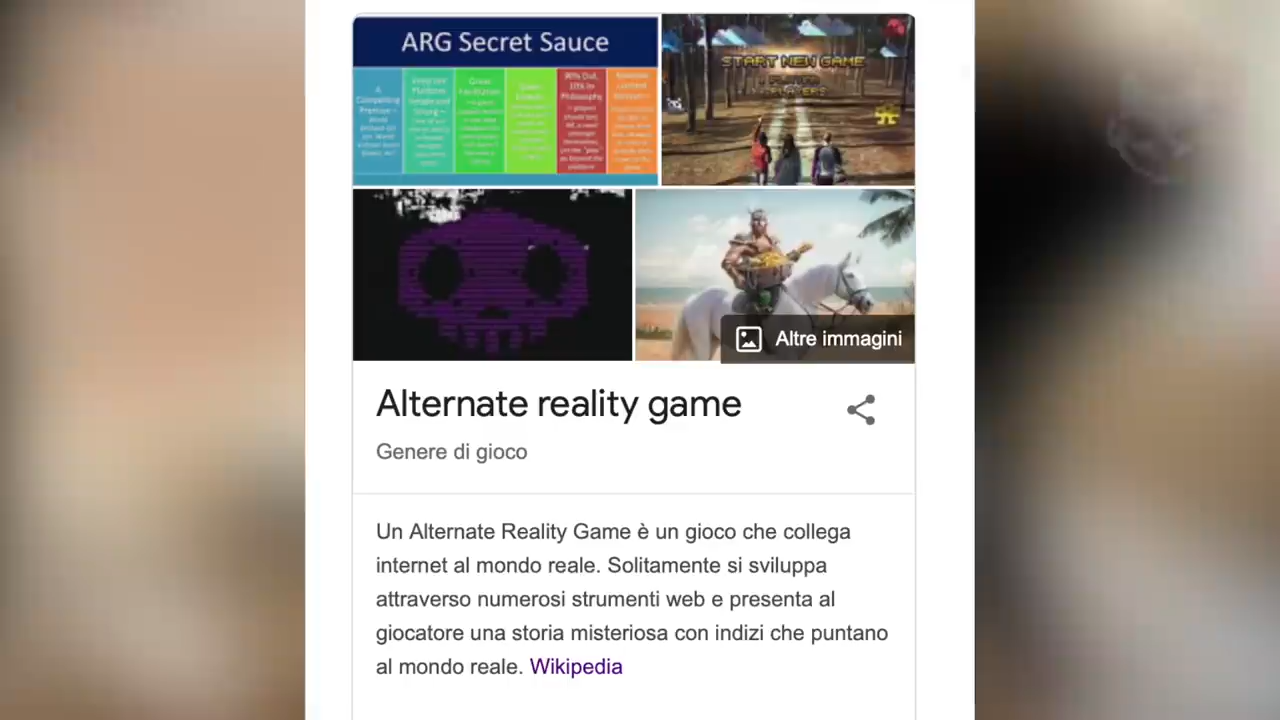 ARG Secret Sauce
START NEW GAME
PLAYERS
Altre immagini
Alternate reality game
Genere di gioco
Un Alternate Reality Game è un gioco che collega
internet al mondo reale. Solitamente si sviluppa
attraverso numerosi strumenti web e presenta al
giocatore una storia misteriosa con indizi che puntano
al mondo reale. Wikipedia